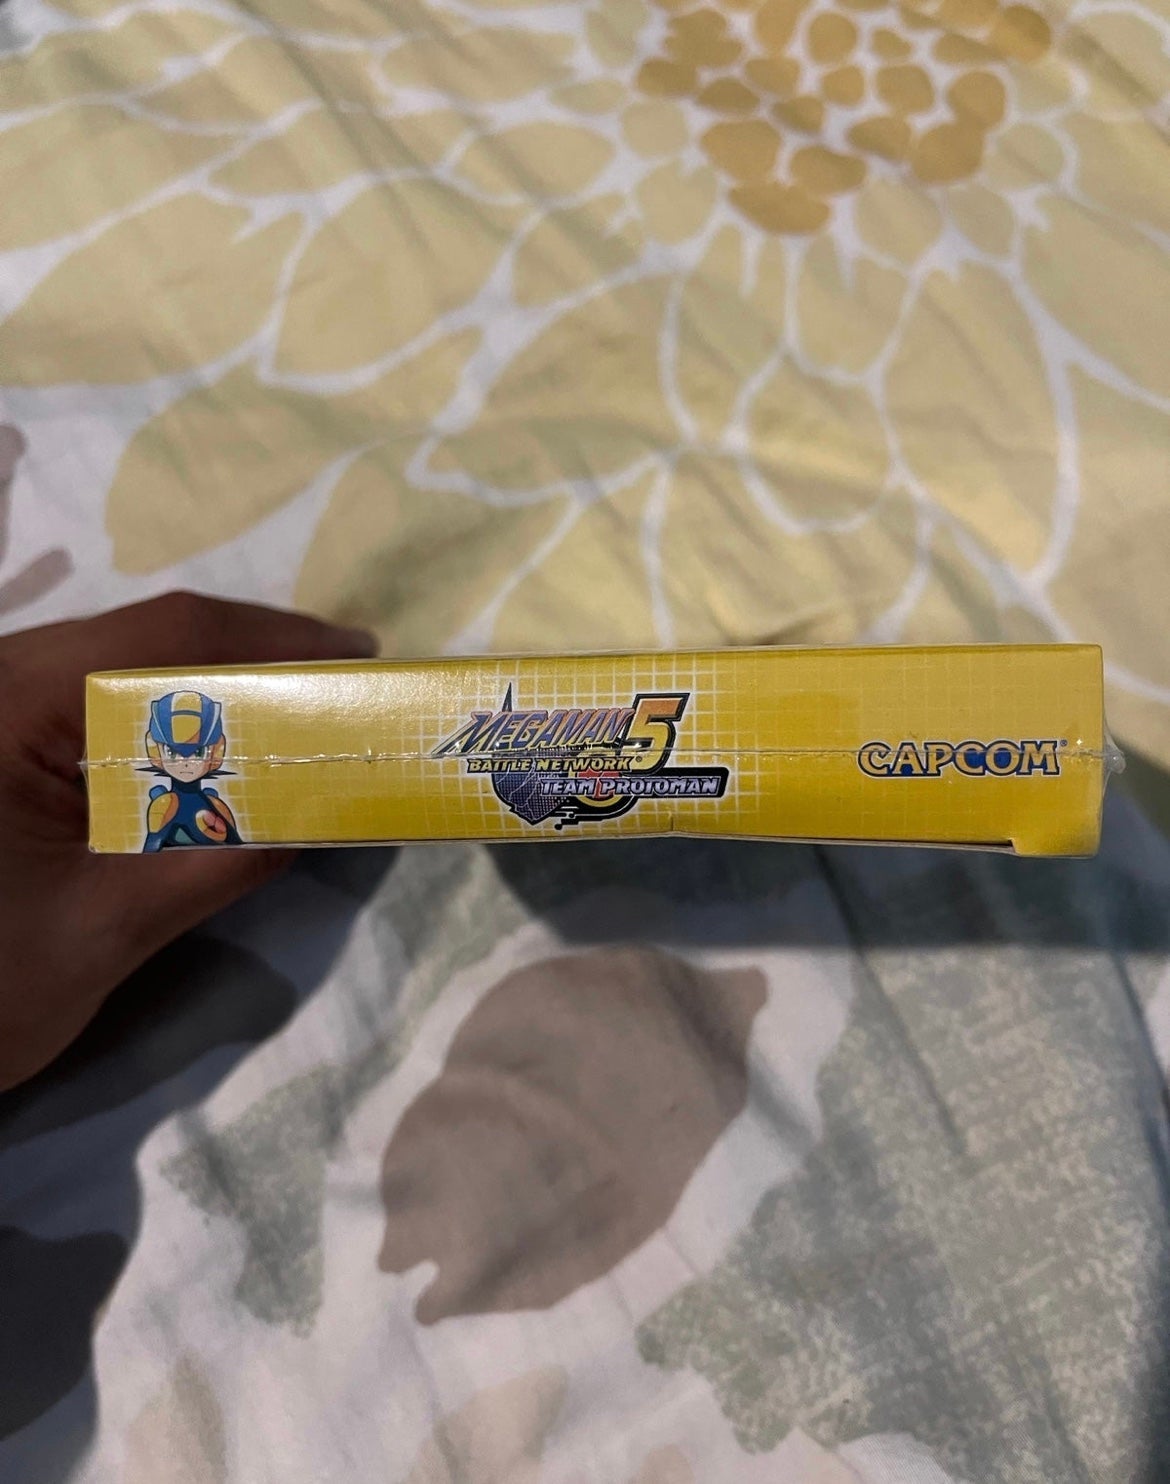 MEGAMAN 5
BATTLE NETWORK
TEAM PROTOMAN
CAPCOM®